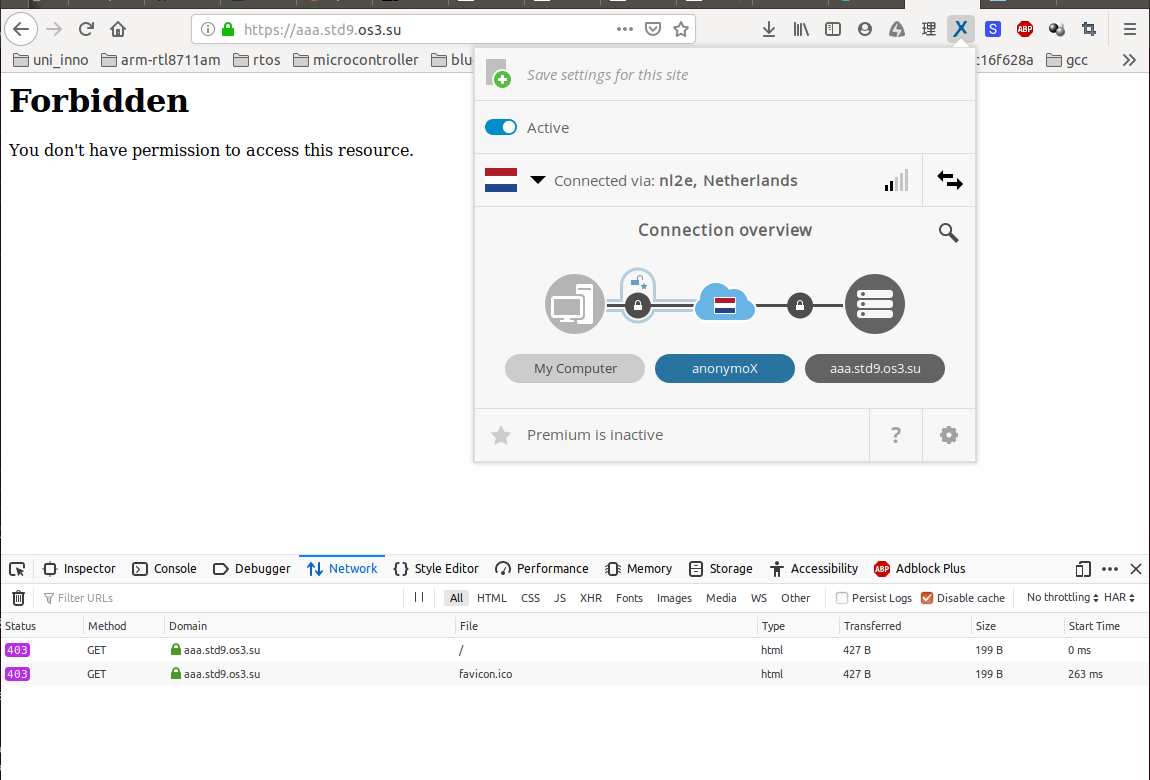 https://aaa.std9.os3.su
理
S
ABP
uni_inno
arm-rtl8711am
rtos
microcontroller
blu
c16f628a
gcc
Forbidden
You don't have permission to access this resource.
Save settings for this site
Active
Connected via: nl2e, Netherlands
Connection overview
My Computer
anonymoX
aaa.std9.os3.su
Premium is inactive
?
Inspector
Console
Debugger
Network
Style Editor
Performance
Memory
Storage
Accessibility
ABP
Adblock Plus
Filter URLs
All
HTML
CSS
JS
XHR
Fonts
Images
Media
WS
Other
Persist Logs
Disable cache
No throttling
HAR
Status Method Domain File Type Transferred Size Start Time
403 GET aaa.std9.os3.su / html 427 B 199 B 0 ms
403 GET aaa.std9.os3.su favicon.ico html 427 B 199 B 263 ms